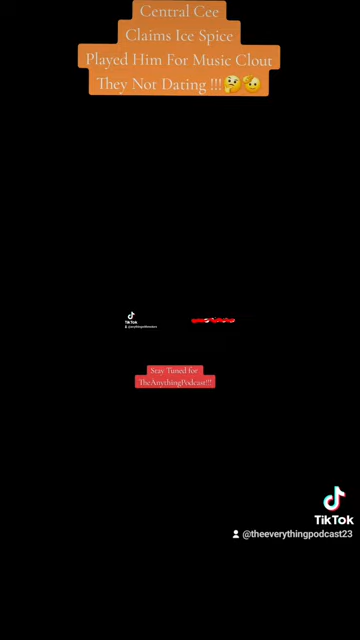 Central Cee
Claims Ice Spice
Played Him For Music Clout
They Not Dating !!!🤔🫡
TikTok
Stay Tuned for
TheAnythingPodcast!!!
TikTok
@theeverythingpodcast23